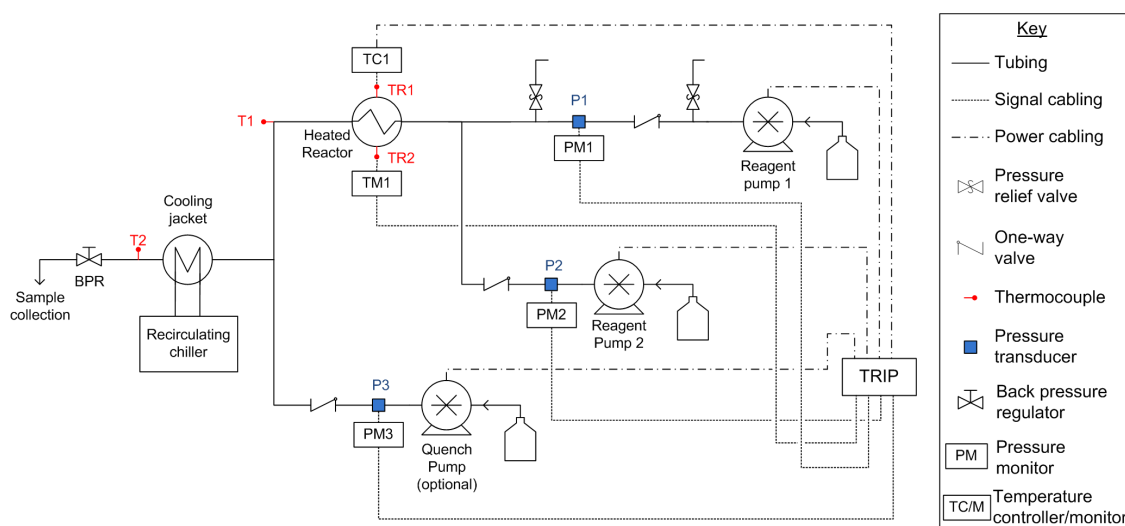 TC1
TR1
T1
Heated
Reactor
TR2
TM1
P1
PM1
Reagent
pump 1
Cooling
jacket
T2
BPR
Sample
collection
Recirculating
chiller
P2
PM2
Reagent
Pump 2
P3
PM3
Quench
Pump
(optional)
TRIP
Key
Tubing
Signal cabling
Power cabling
Pressure
relief valve
One-way
valve
Thermocouple
Pressure
transducer
Back pressure
regulator
PM
Pressure
monitor
TC/M
Temperature
controller/monitor